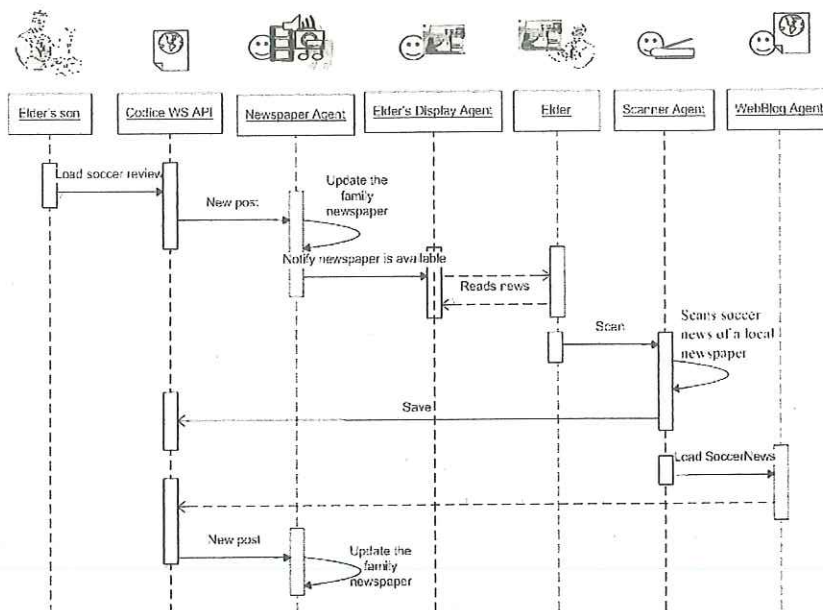 Elder's son
Codice WS API
Newspaper Agent
Elder's Display Agent
Elder
Scanner Agent
WebBlog Agent
Load soccer review
New post
Update the
family
newspaper
Notify newspaper is available
Reads news
Scan
Scans soccer
news of a local
newspaper
Save
Load SoccerNews
New post
Update the
family
newspaper